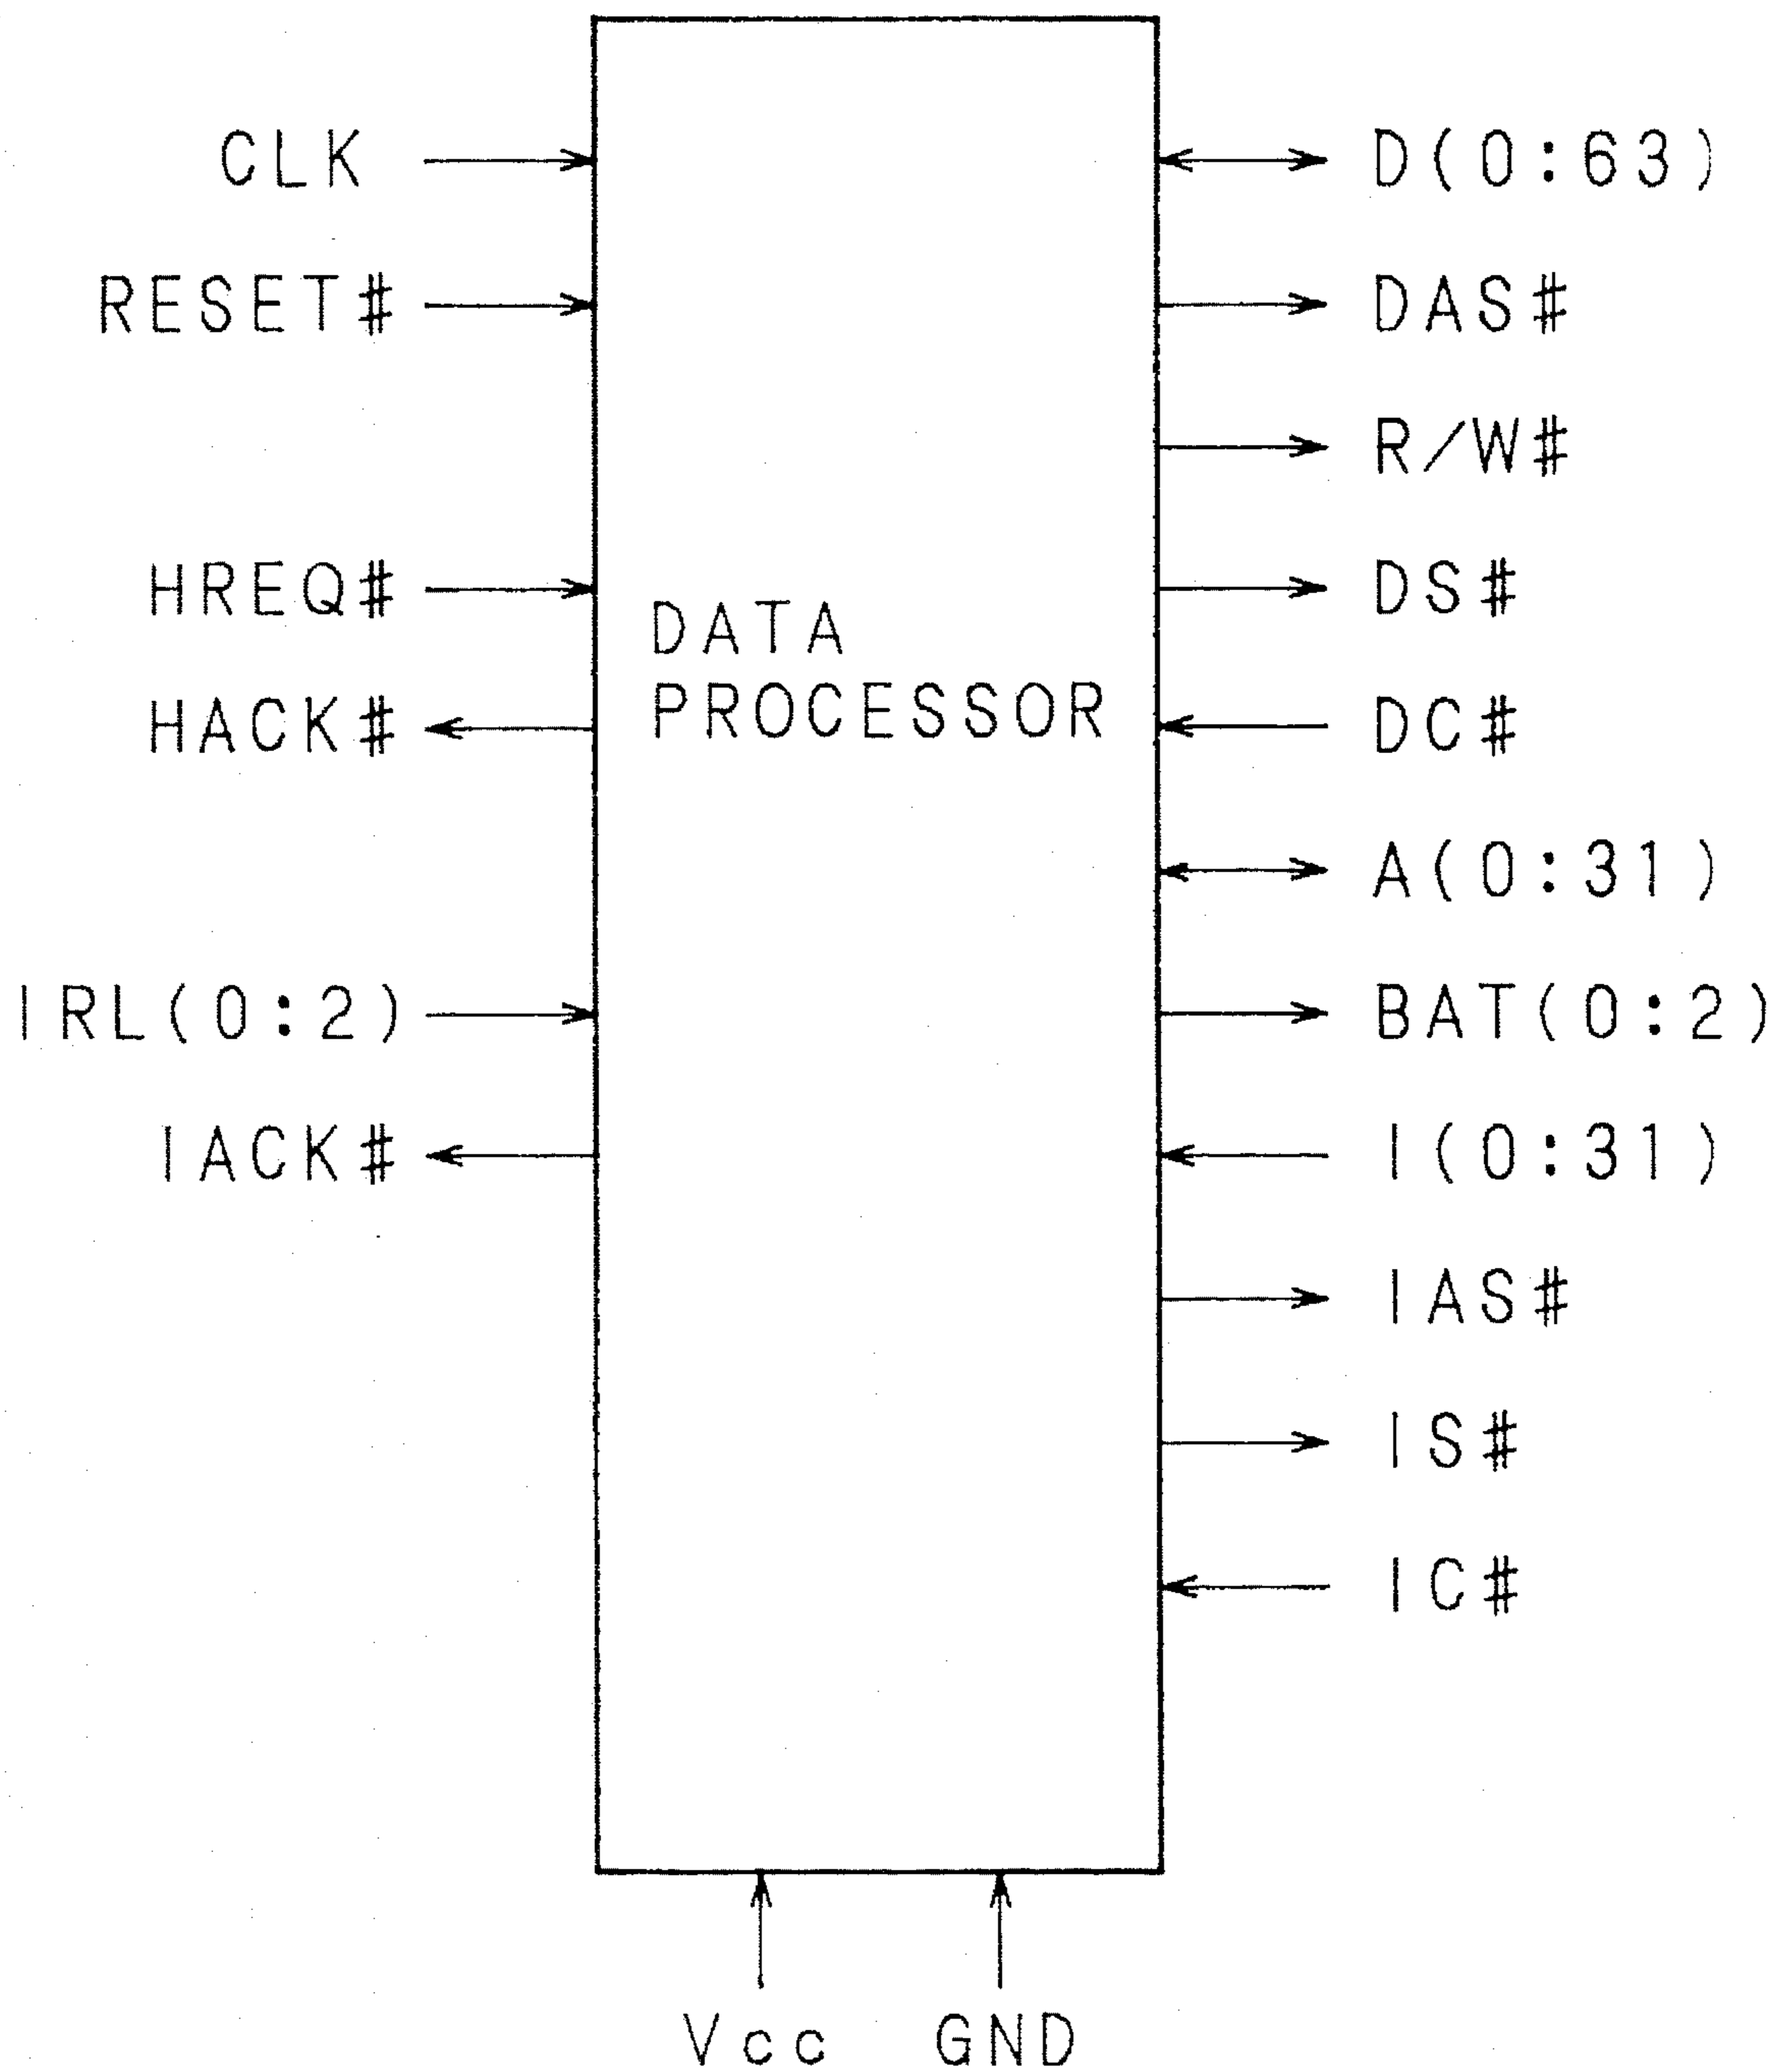 CLK
RESET#
HREQ#
HACK#
IRL(0:2)
IACK#
DATA
PROCESSOR
D(0:63)
DAS#
R/W#
DS#
DC#
A(0:31)
BAT(0:2)
I(0:31)
IAS#
IS#
IC#
Vcc GND